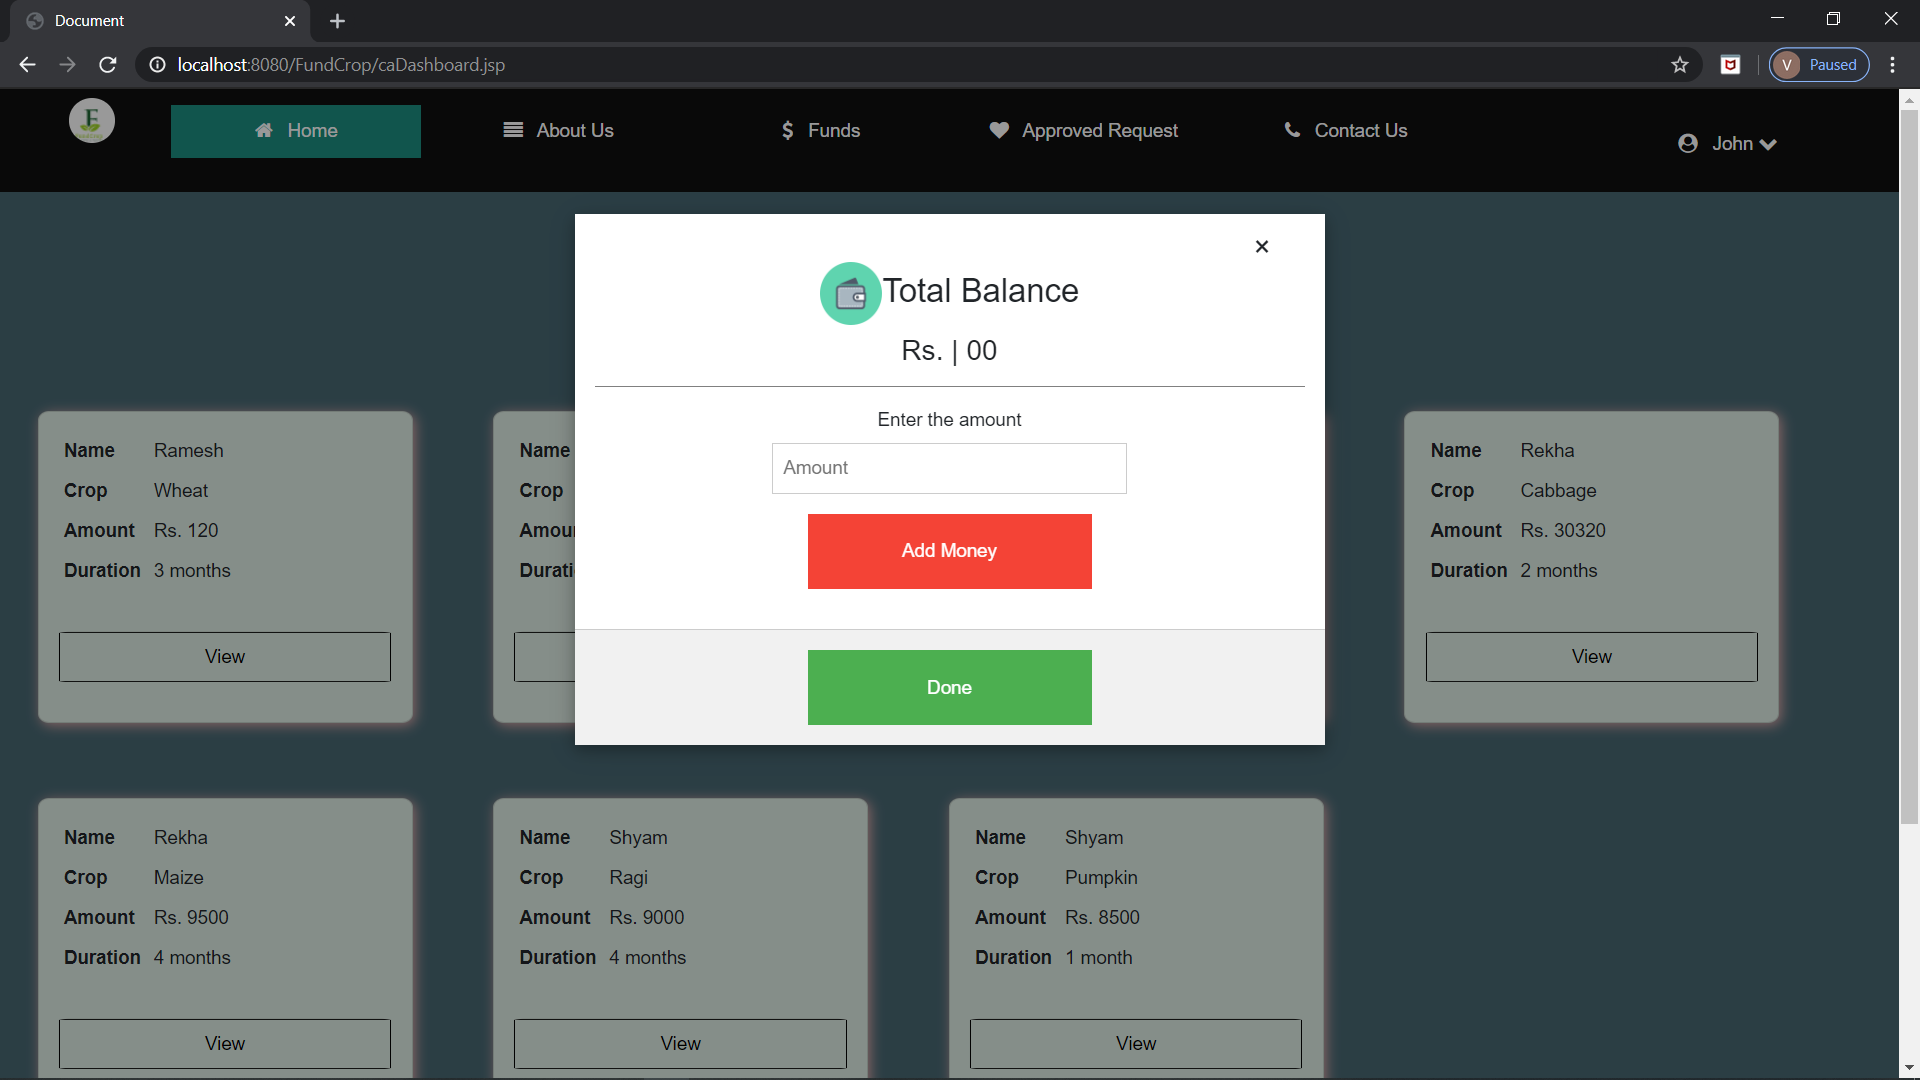 Document
localhost:8080/FundCrop/caDashboard.jsp
V Paused
F
Home
About Us
$ Funds
Approved Request
Contact Us
John
×
Total Balance
Rs. | 00
Enter the amount
Amount
Add Money
Done
Name Ramesh
Crop Wheat
Amount Rs. 120
Duration 3 months
View
Name
Crop
Name Rekha
Crop Cabbage
Amount Rs. 30320
Duration 2 months
View
Name Rekha
Crop Maize
Amount Rs. 9500
Duration 4 months
View
Name Shyam
Crop Ragi
Amount Rs. 9000
Duration 4 months
View
Name Shyam
Crop Pumpkin
Amount Rs. 8500
Duration 1 month
View